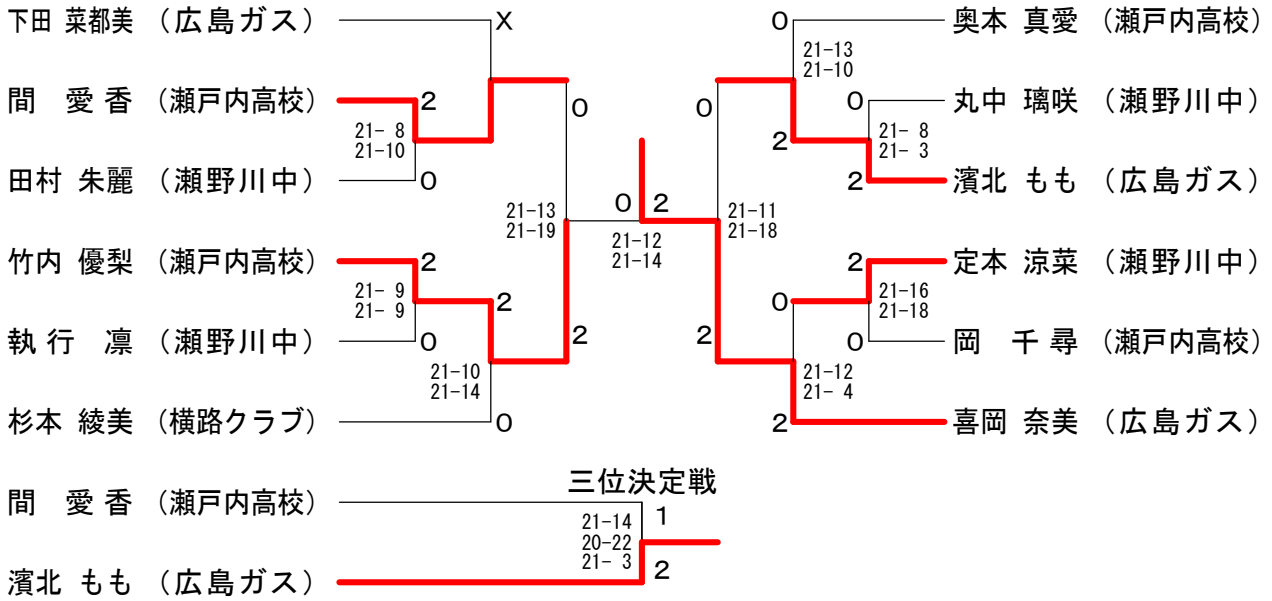 下田 菜都美 （広島ガス）
X
間 愛 香 （瀬戸内高校）
2
21- 8
21-10
田村 朱麗 （瀬野川中）
0
0
竹内 優梨 （瀬戸内高校）
2
21- 9
21- 9
執 行 凛 （瀬野川中）
0
2
21-10
21-14
杉本 綾美 （横路クラブ）
0
2
21-13
21-19
0
2
21-12
21-14
0
奥本 真愛 （瀬戸内高校）
21-13
21-10
0
丸中 璃咲 （瀬野川中）
21- 8
21- 3
2
濱北 もも （広島ガス）
2
0
21-11
21-18
2
定本 涼菜 （瀬野川中）
21-16
21-18
0
岡 千 尋 （瀬戸内高校）
0
21-12
21- 4
2
喜岡 奈美 （広島ガス）
2
三位決定戦
間 愛 香 （瀬戸内高校）
1
21-14
20-22
21- 3
濱北 もも （広島ガス）
2